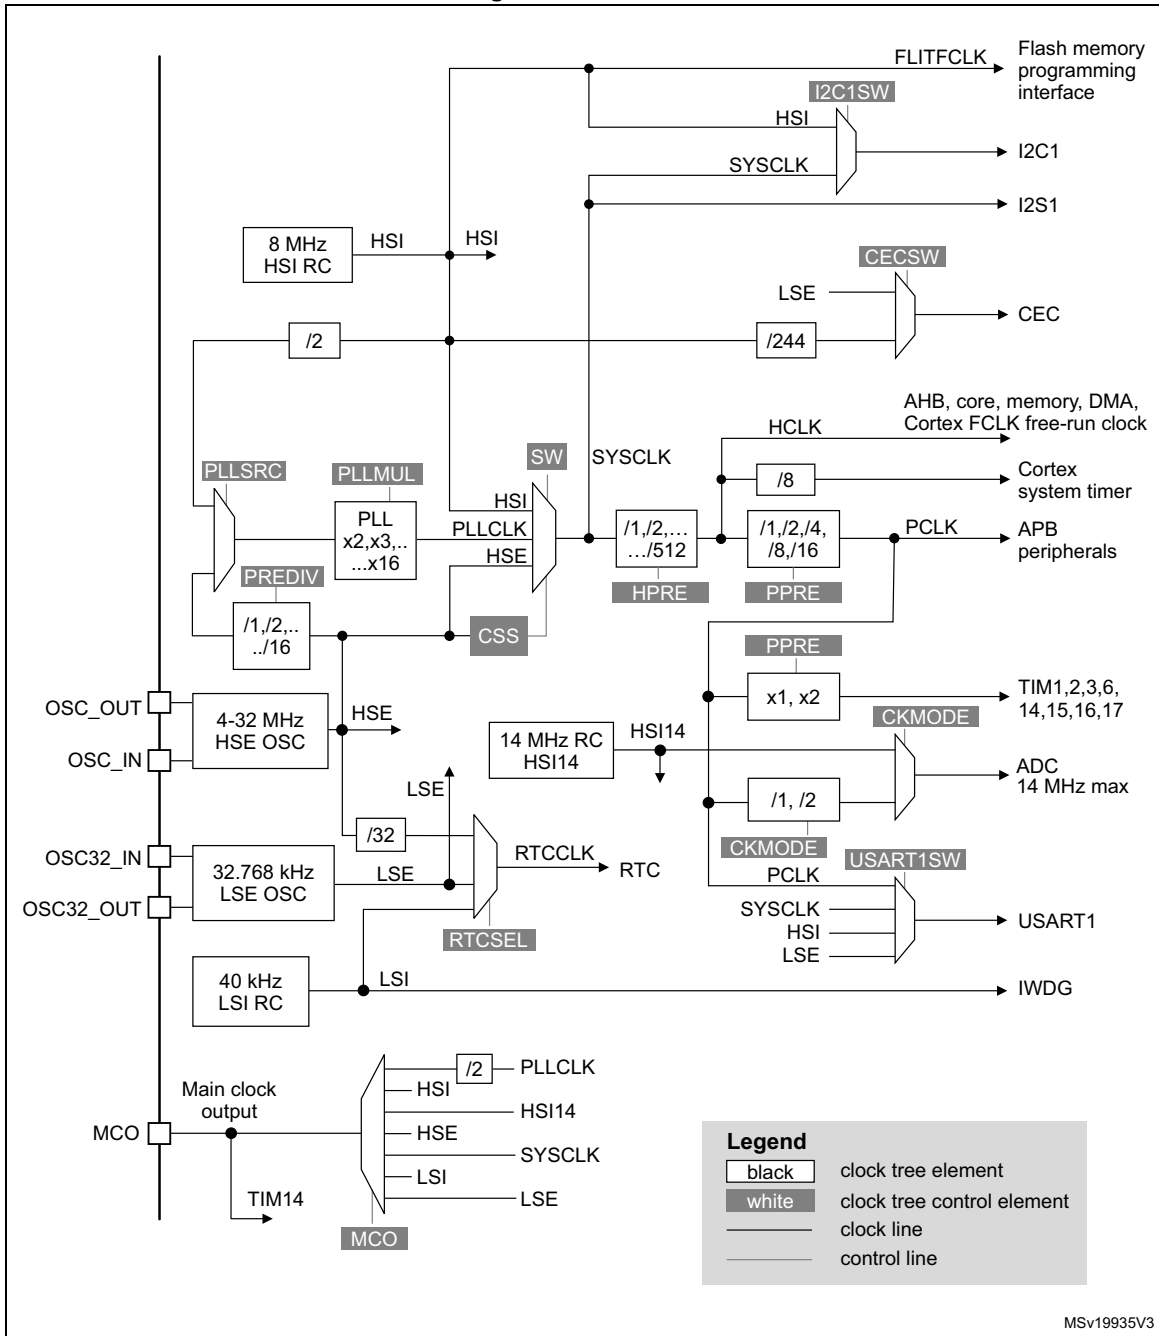 FLITFCLK
Flash memory
programming
interface
I2C1SW
HSI
I2C1
SYSCLK
I2S1
8 MHz
HSI RC
HSI
HSI
CECSW
LSE
CEC
/2
/244
AHB, core, memory, DMA,
Cortex FCLK free-run clock
HCLK
SW
SYSCLK
PLLSRC
PLLMUL
/8
Cortex
system timer
HSI
PLL
x2,x3,..
...x16
PLLCLK
HSE
/1,/2,...
.../512
/1,/2,4,
/8,/16
PCLK
APB
peripherals
PREDIV
HPRE
PPRE
/1,/2,..
../16
CSS
PPRE
OSC_OUT
OSC_IN
4-32 MHz
HSE OSC
HSE
x1, x2
TIM1,2,3,6,
14,15,16,17
14 MHz RC
HSI14
HSI14
CKMODE
ADC
14 MHz max
LSE
/1, /2
CKMODE
/32
OSC32_IN
OSC32_OUT
32.768 kHz
LSE OSC
LSE
RTCCLK
RTC
RTCSEL
USART1SW
PCLK
SYSCLK
HSI
LSE
USART1
40 kHz
LSI RC
LSI
IWDG
/2
PLLCLK
HSI
HSI14
HSE
SYSCLK
LSI
LSE
Main clock
output
MCO
TIM14
MCO
Legend
black
clock tree element
white
clock tree control element
clock line
control line
MSv19935V3